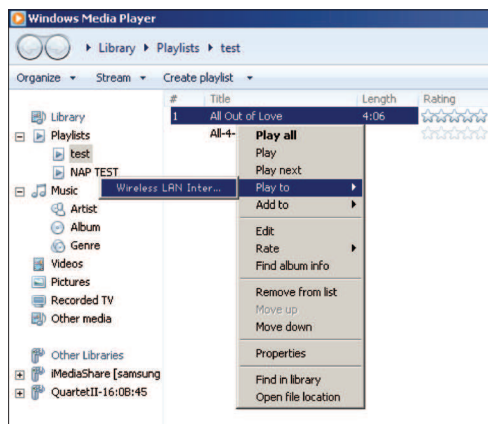 Windows Media Player
Library Playlists test
Organize Stream Create playlist
# Title Length Rating
1 All Out of Love 4:06
All-4-
Library
Playlists
test
NAP TEST
Music
Artist
Album
Genre
Videos
Pictures
Recorded TV
Other media
Other Libraries
iMediaShare [samsung
QuartetII-16:0B:45
Wireless LAN Inter...
Play all
Play
Play next
Play to
Add to
Edit
Rate
Find album info
Remove from list
Move up
Move down
Properties
Find in library
Open file location